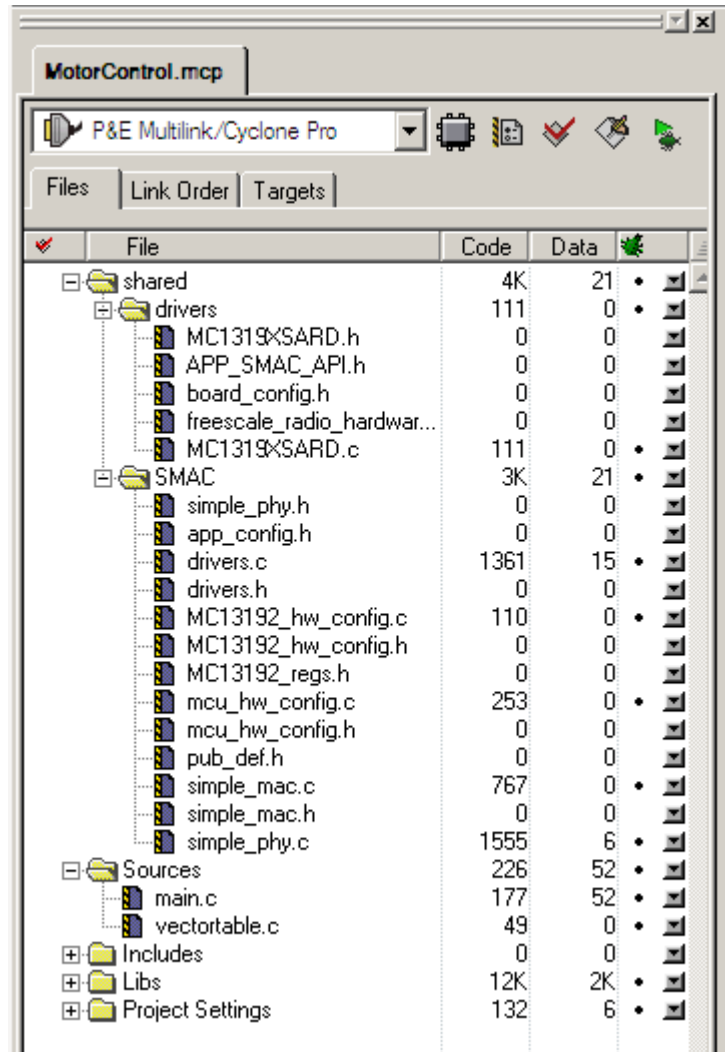 MotorControl.mcp
P&E Multilink/Cyclone Pro
Files Link Order Targets
File Code Data
shared 4K 21
drivers 111 0
MC1319XSARD.h 0 0
APP_SMAC_API.h 0 0
board_config.h 0 0
freescale_radio_hardwar... 0 0
MC1319XSARD.c 111 0
SMAC 3K 21
simple_phy.h 0 0
app_config.h 0 0
drivers.c 1361 15
drivers.h 0 0
MC13192_hw_config.c 110 0
MC13192_hw_config.h 0 0
MC13192_regs.h 0 0
mcu_hw_config.c 253 0
mcu_hw_config.h 0 0
pub_def.h 0 0
simple_mac.c 767 0
simple_mac.h 0 0
simple_phy.c 1555 6
Sources 226 52
main.c 177 52
vectortable.c 49 0
Includes 0 0
Libs 12K 2K
Project Settings 132 6